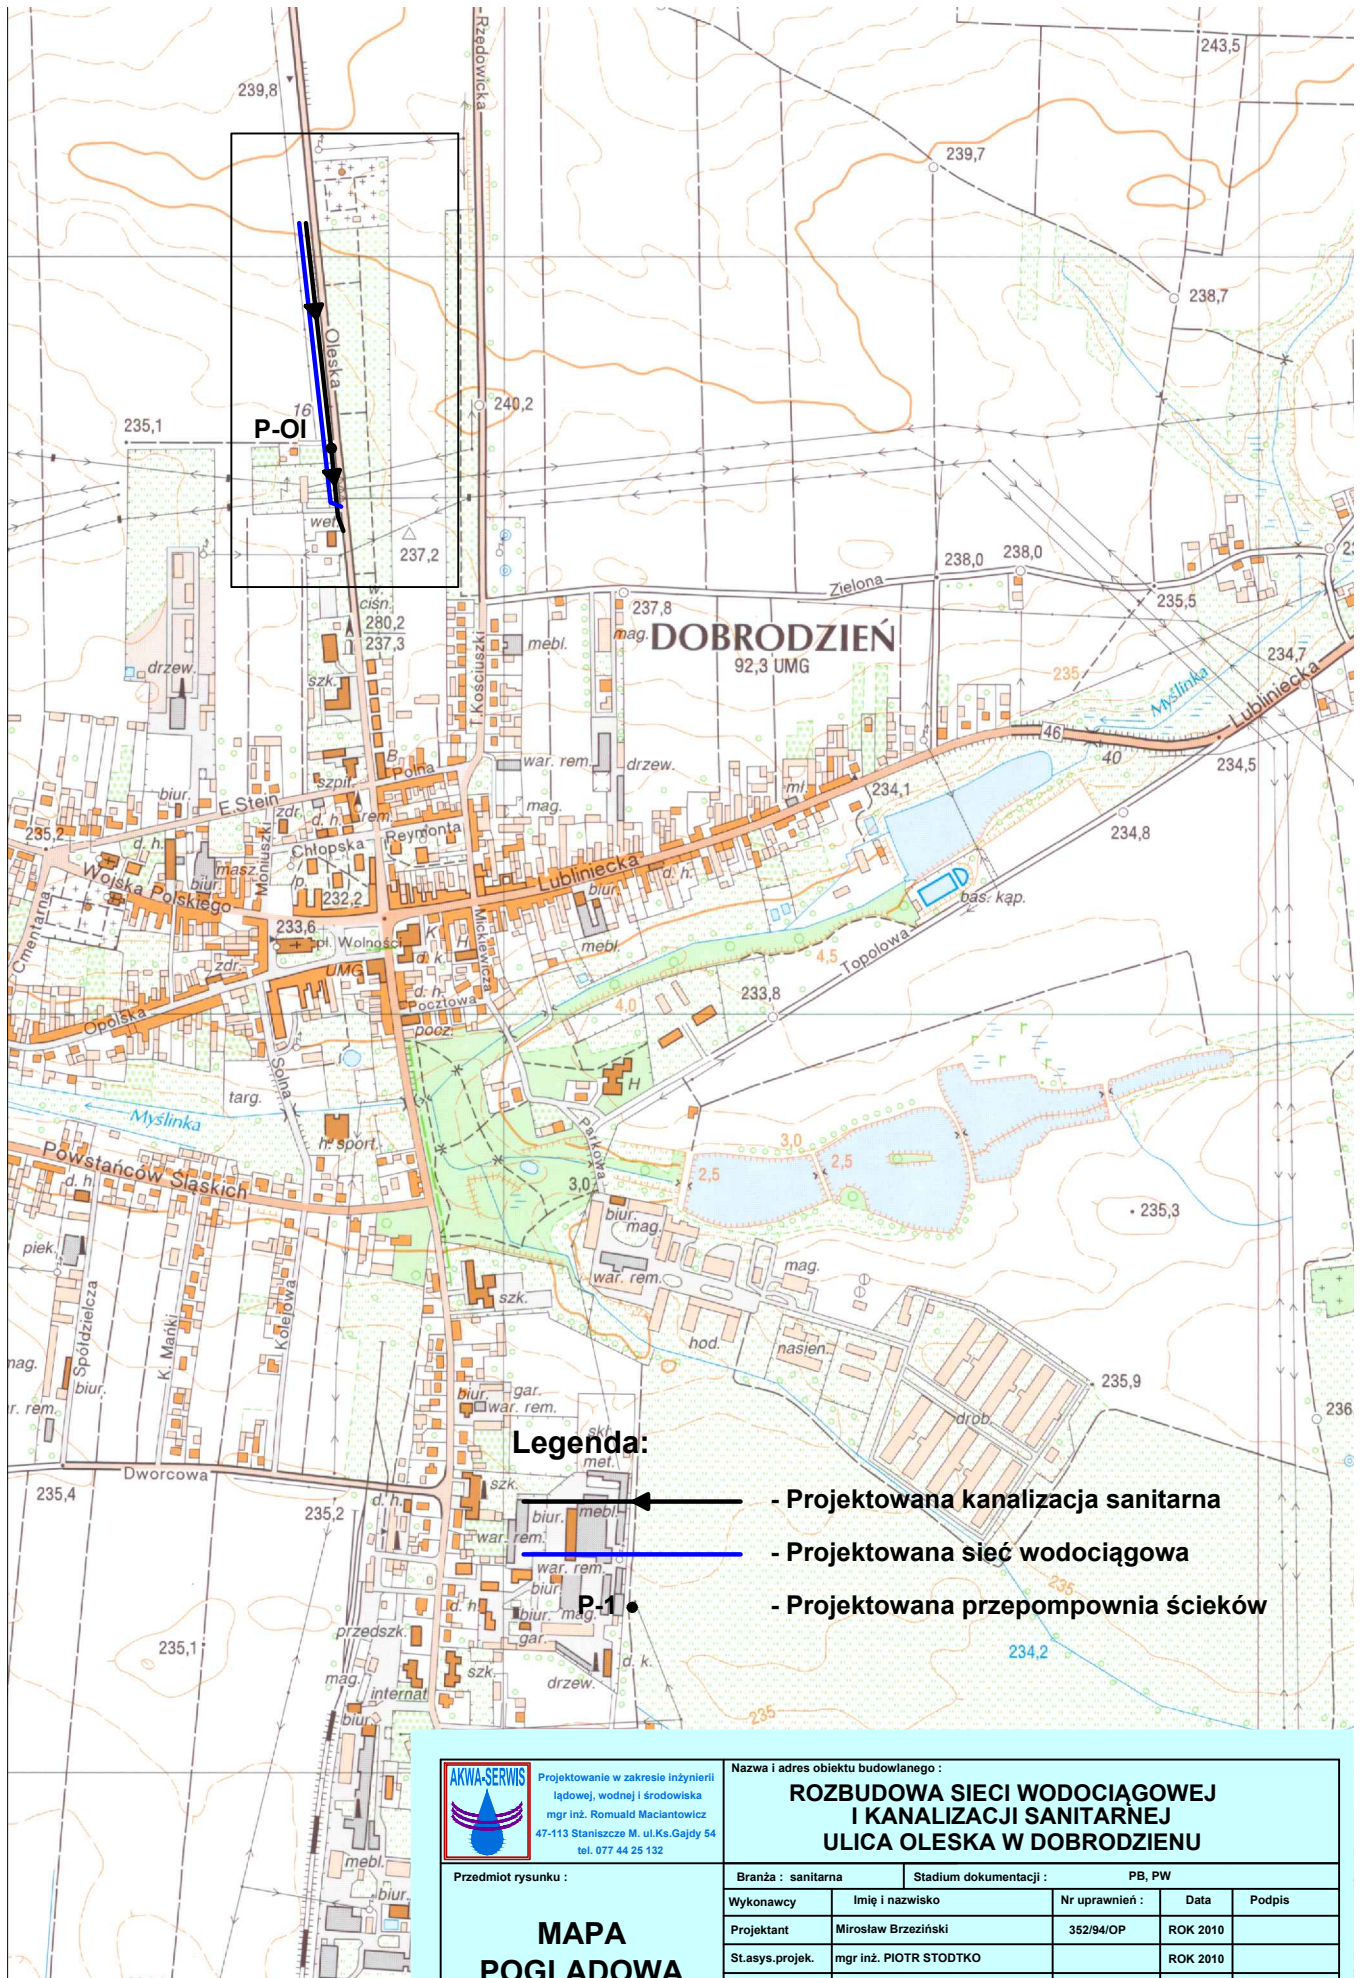 Rzędowicka
243,5
239,8
239,7
238,7
Oleska
240,2
16
235,1
P-Ol
wet.
237,2
238,0
238,0
Zielona
235,5
w.
ciśn.
280,2
237,3
237,8
mag.
DOBRODZIEŃ
92,3 UMG
mebl.
T.Kościuszki
drzew.
szk.
235
234,7
Myślinka
Lubliniecka
46
40
234,5
B.
Polna
war. rem.
drzew.
szpil.
biur.
E.Stein
zdr.
d. h.
rem.
mag.
mł.
234,1
234,8
235,2
d. h.
Moniuszki
Chłopska
Reymonta
masz.
Wojska Polskiego
biur.
p.
232,2
Lubliniecka
d. h.
biur.
bas. kąp.
Cmentarna
233,6
pl. Wolności
K
H
Mickiewicza
mebl.
Topolowa
4,5
zdr.
UMG
d. k.
d. h.
Pocztowa
4,0
233,8
Opolska
pocz.
Solna
targ.
H
Myślinka
h. sport.
Parkowa
3,0
2,5
2,5
Powstańców Śląskich
d. h.
3,0
235,3
biur.
mag.
piek.
war. rem.
mag.
szk.
Spółdzielcza
K. Mańki
Kolejowa
hod.
nasien.
235,9
mag.
biur.
biur.
gar.
war. rem.
drob.
236
r. rem.
Legenda:
skł.
met.
Dworcowa
szk.
235,4
235,2
d. h.
- Projektowana kanalizacja sanitarna
biur.
mebl.
war. rem.
- Projektowana sieć wodociągowa
war. rem.
235
biur.
P-1
- Projektowana przepompownia ścieków
d. h.
biur.
mag.
przedszk.
gar.
235,1
234,2
mag.
szk.
d. k.
drzew.
internat
235
biur.
mebl.
biur.
AKWA-SERWIS
Projektowanie w zakresie inżynierii
lądowej, wodnej i środowiska
mgr inż. Romuald Maciantowicz
47-113 Staniszcze M. ul.Ks.Gajdy 54
tel. 077 44 25 132
Nazwa i adres obiektu budowlanego :
ROZBUDOWA SIECI WODOCIĄGOWEJ
I KANALIZACJI SANITARNEJ
ULICA OLESKA W DOBRODZIENU
Przedmiot rysunku :
MAPA
POGLĄDOWA
Branża : sanitarna
Stadium dokumentacji : PB, PW
Wykonawcy Imię i nazwisko Nr uprawnień : Data Podpis
Projektant Mirosław Brzeziński 352/94/OP ROK 2010
St.asys.projek. mgr inż. PIOTR STODTKO ROK 2010